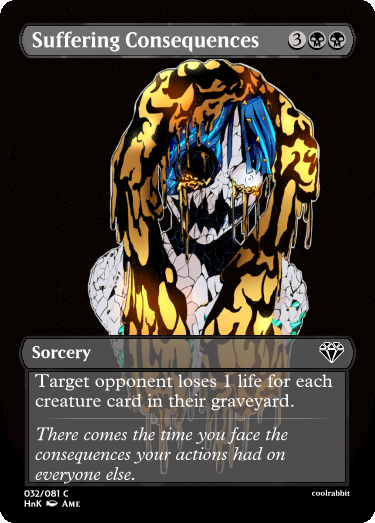 Suffering Consequences 3
Sorcery
Target opponent loses 1 life for each
creature card in their graveyard.
There comes the time you face the
consequences your actions had on
everyone else.
032/081 C
HnK AME
coolrabbit